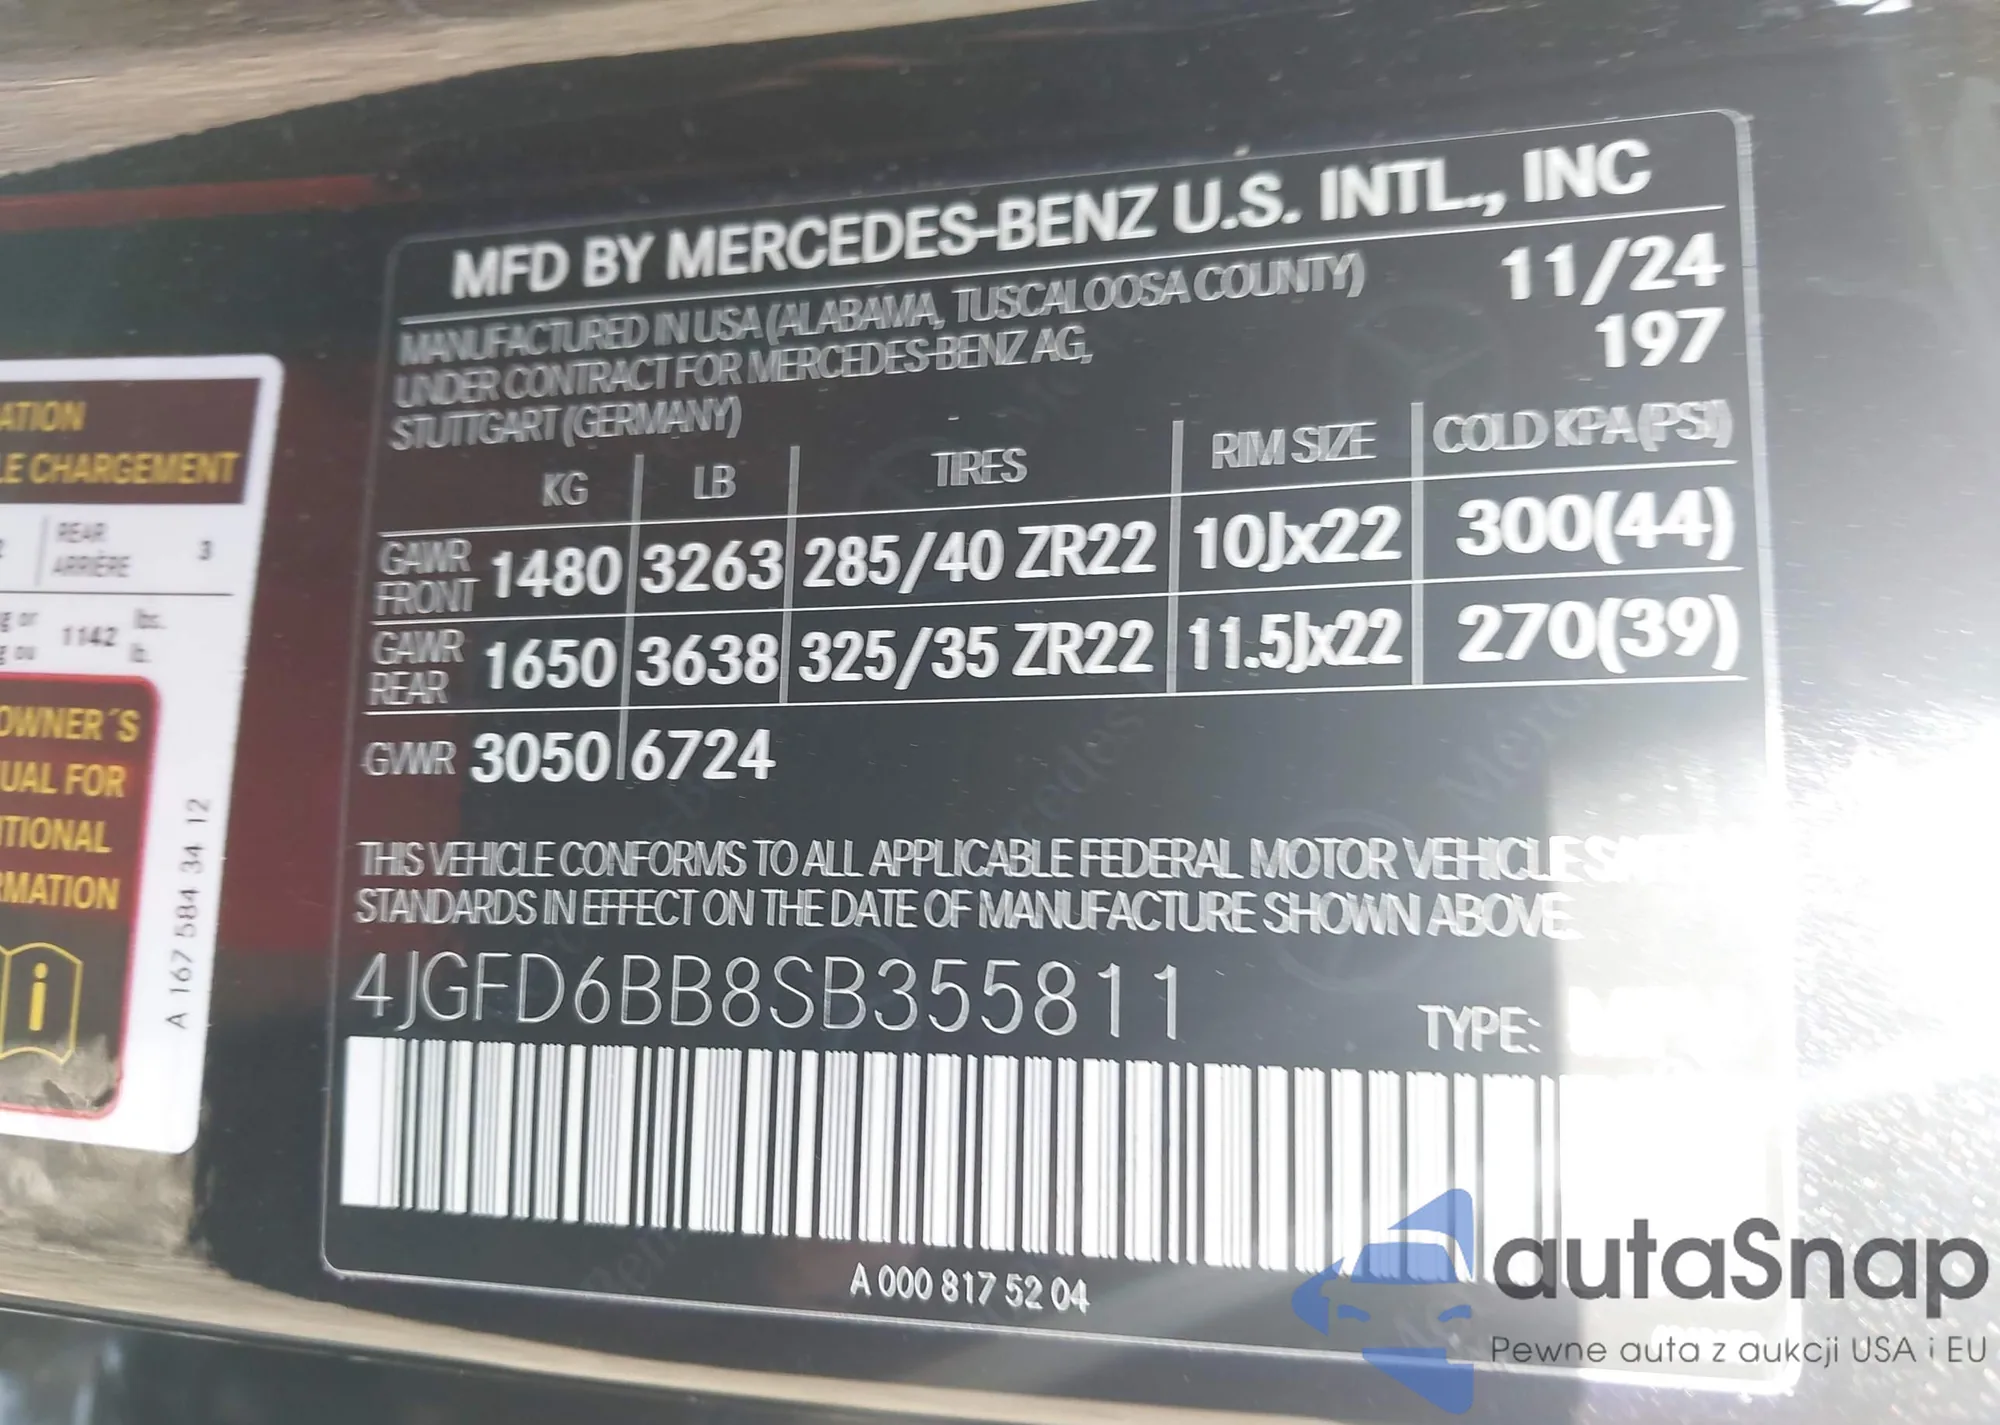 MFD BY MERCEDES-BENZ U.S. INTL., INC
MANUFACTURED IN USA (ALABAMA, TUSCALOOSA COUNTY) 11/24
UNDER CONTRACT FOR MERCEDES-BENZ AG, 197
STUTTGART (GERMANY)
KG LB TIRES RIM SIZE COLD KPA (PSI)
GAWR FRONT 1480 3263 285/40 ZR22 10Jx22 300(44)
GAWR REAR 1650 3638 325/35 ZR22 11.5Jx22 270(39)
GVWR 3050 6724
THIS VEHICLE CONFORMS TO ALL APPLICABLE FEDERAL MOTOR VEHICLE
STANDARDS IN EFFECT ON THE DATE OF MANUFACTURE SHOWN ABOVE.
4JGFD6BB8SB355811
TYPE:
A 000 817 52 04
ATION
LE CHARGEMENT
REAR
ARRIÈRE 3
g or 1142 lbs.
g ou lb.
OWNER´S
UAL FOR
ITIONAL
RMATION
i
A 167 584 34 12
autaSnap
Pewne auta z aukcji USA i EU